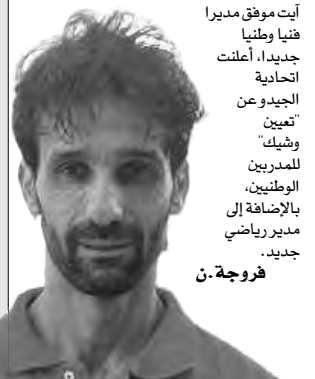 آيت موفق مديرا
فنيا وطنيا
جديدا، أعلنت
اتحادية
الجيدو عن
"تعيين
وشيك"
للمدربين
الوطنيين،
بالإضافة إلى
مدير رياضي
جديد.
فروجة.ن